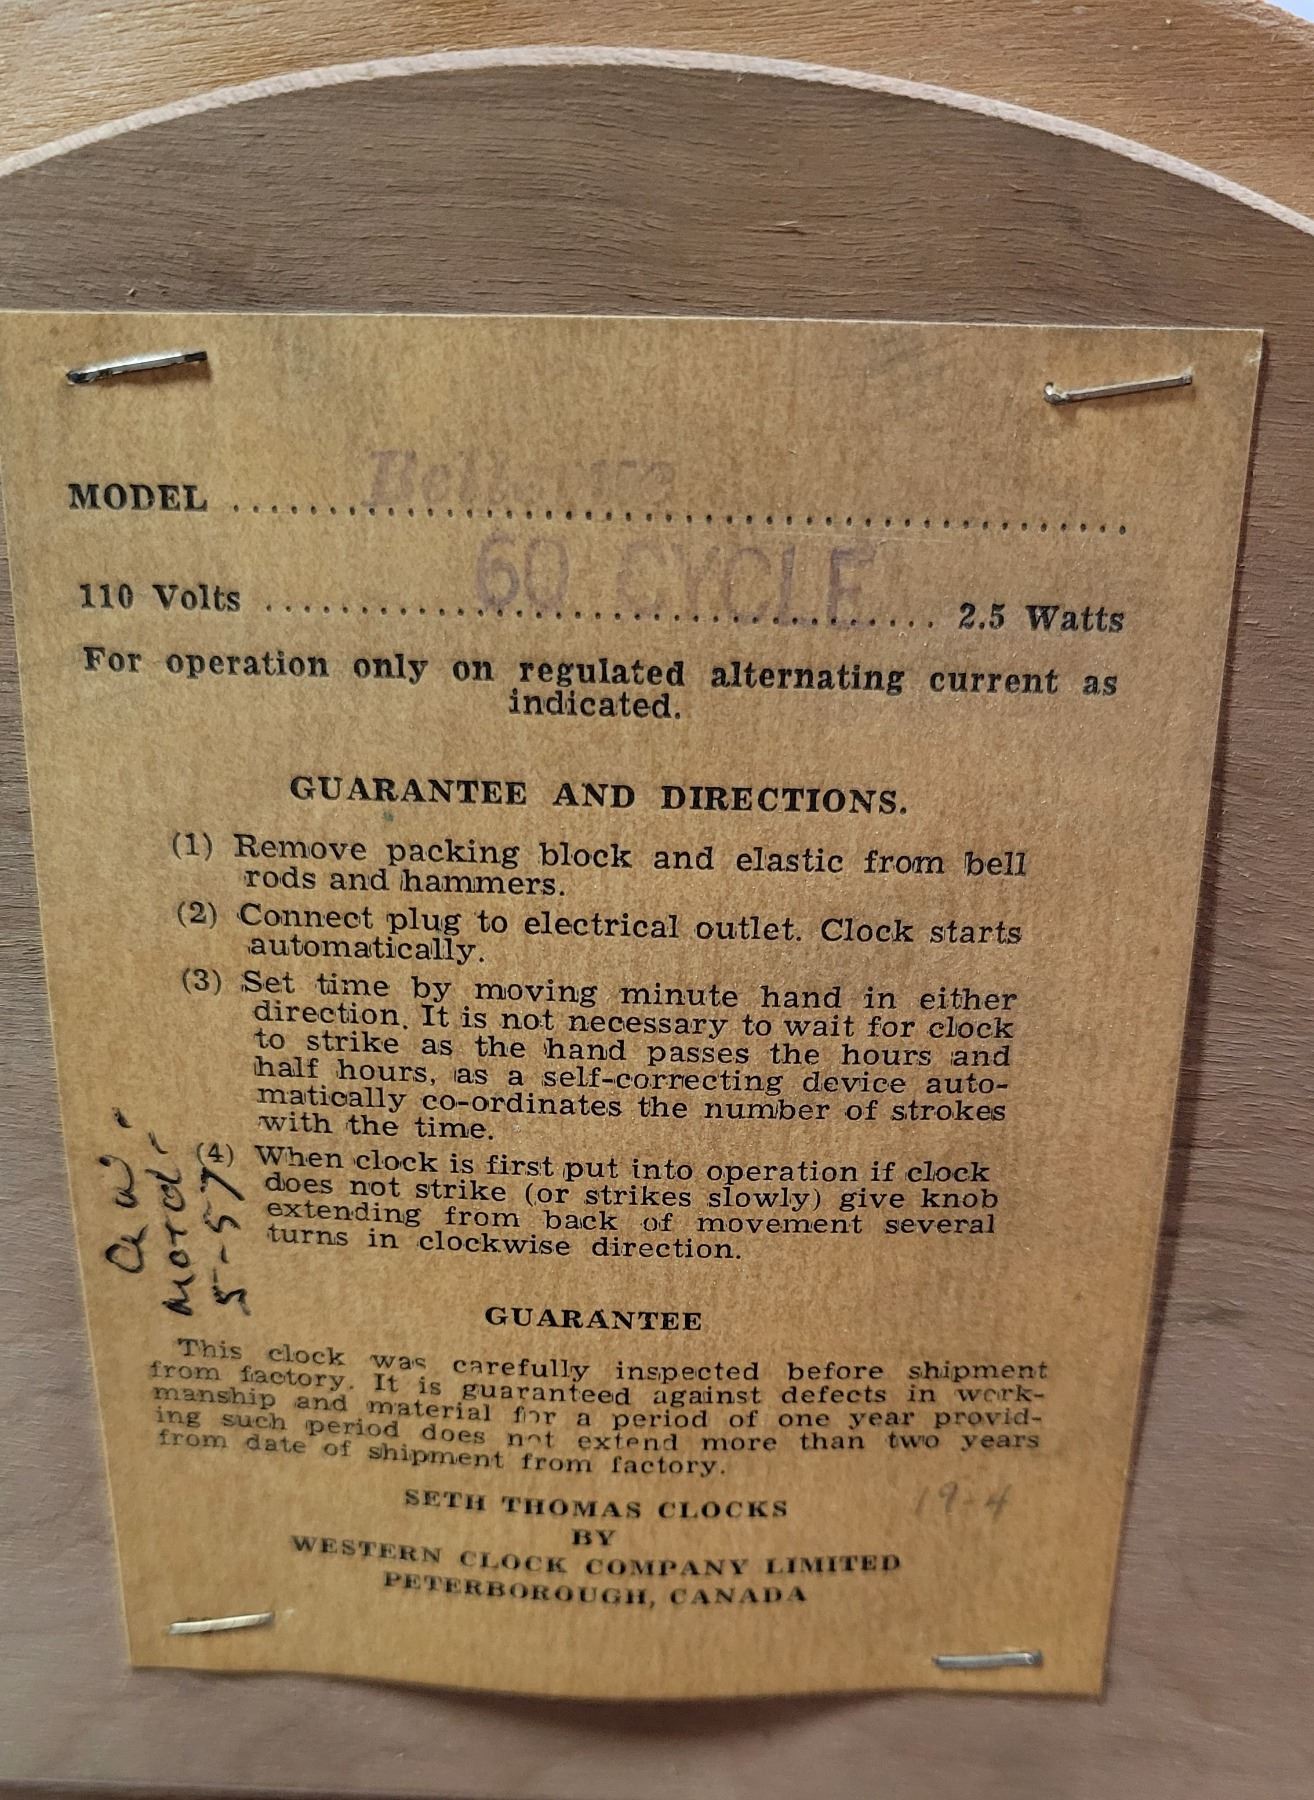 MODEL ........................................
60 CYCLE
110 Volts ........................... 2.5 Watts
For operation only on regulated alternating current as
indicated.
GUARANTEE AND DIRECTIONS.
(1) Remove packing block and elastic from bell
rods and hammers.
(2) Connect plug to electrical outlet. Clock starts
automatically.
(3) Set time by moving minute hand in either
direction. It is not necessary to wait for clock
to strike as the hand passes the hours and
half hours, as a self-correcting device auto-
matically co-ordinates the number of strokes
with the time.
(4) When clock is first put into operation if clock
does not strike (or strikes slowly) give knob
extending from back of movement several
turns in clockwise direction.
motor
5-57
GUARANTEE
This clock was carefully inspected before shipment
from factory. It is guaranteed against defects in work-
manship and material for a period of one year provid-
ing such period does not extend more than two years
from date of shipment from factory.
19-4
SETH THOMAS CLOCKS
BY
WESTERN CLOCK COMPANY LIMITED
PETERBOROUGH, CANADA